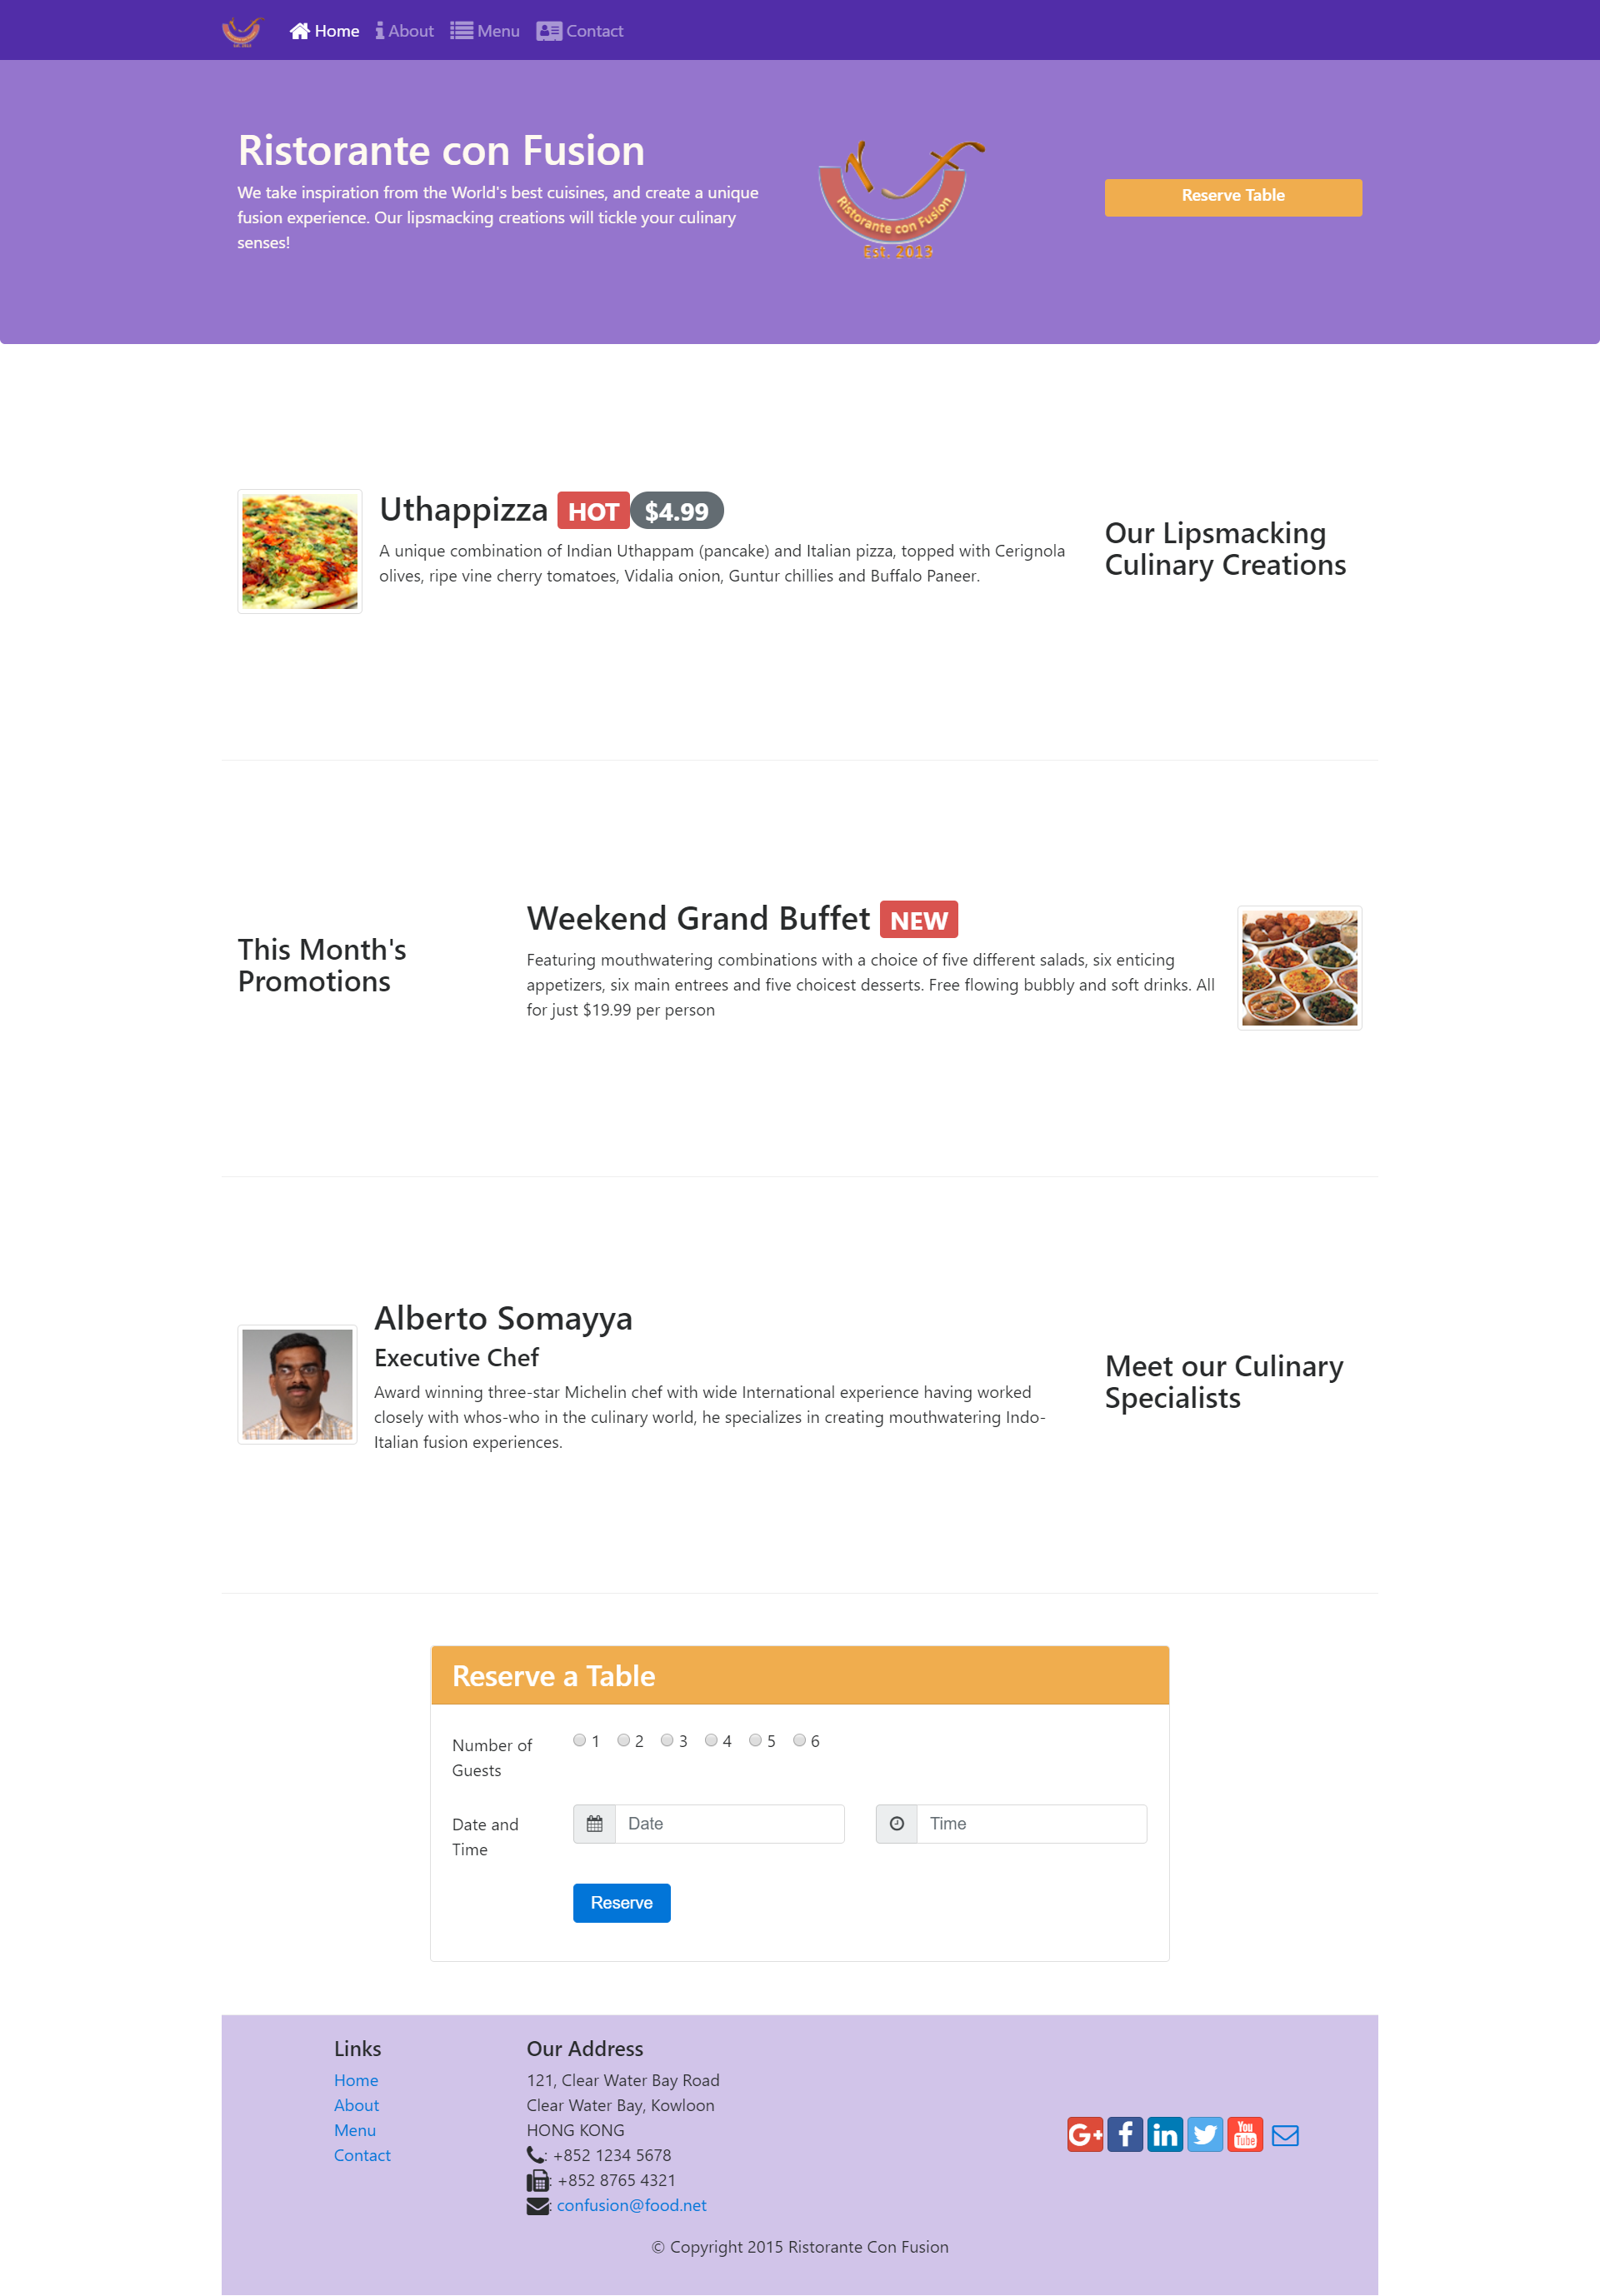 Home About Menu Contact
Ristorante con Fusion
We take inspiration from the World's best cuisines, and create a unique
fusion experience. Our lipsmacking creations will tickle your culinary
senses!
Ristorante con Fusion
Est. 2019
Reserve Table
Uthappizza HOT $4.99
A unique combination of Indian Uthappam (pancake) and Italian pizza, topped with Cerignola
olives, ripe vine cherry tomatoes, Vidalia onion, Guntur chillies and Buffalo Paneer.
Our Lipsmacking
Culinary Creations
This Month's
Promotions
Weekend Grand Buffet NEW
Featuring mouthwatering combinations with a choice of five different salads, six enticing
appetizers, six main entrees and five choicest desserts. Free flowing bubbly and soft drinks. All
for just $19.99 per person
Alberto Somayya
Executive Chef
Award winning three-star Michelin chef with wide International experience having worked
closely with whos-who in the culinary world, he specializes in creating mouthwatering Indo-
Italian fusion experiences.
Meet our Culinary
Specialists
Reserve a Table
Number of
Guests
1 2 3 4 5 6
Date and
Time
Date
Time
Reserve
Links
Home
About
Menu
Contact
Our Address
121, Clear Water Bay Road
Clear Water Bay, Kowloon
HONG KONG
: +852 1234 5678
: +852 8765 4321
: confusion@food.net
G+ f in You Tube
© Copyright 2015 Ristorante Con Fusion